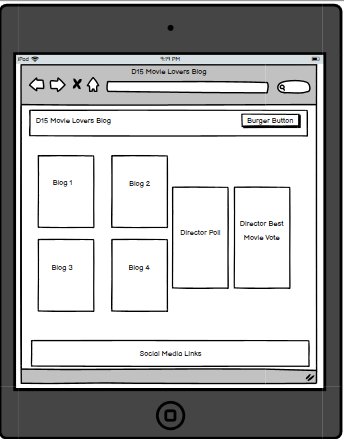 iPod
9:19 PM
D15 Movie Lovers Blog
D15 Movie Lovers Blog
Burger Button
Blog 1
Blog 2
Blog 3
Blog 4
Director Poll
Director Best
Movie Vote
Social Media Links